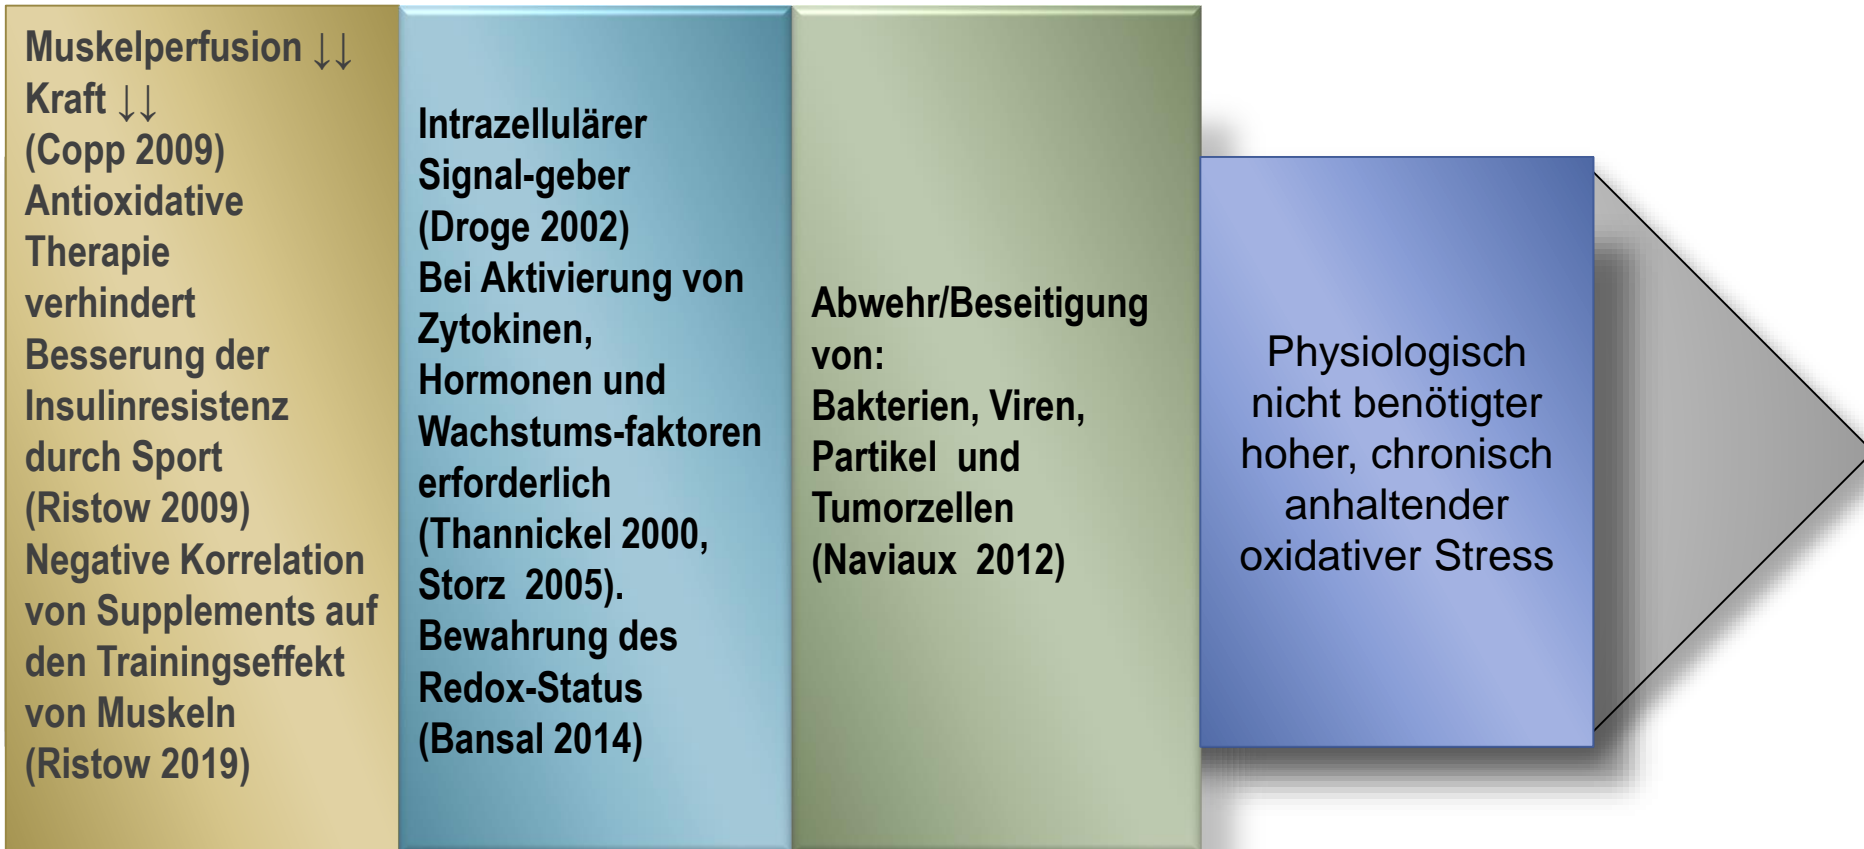 Muskelperfusion ↓↓
Kraft ↓↓
(Copp 2009)
Antioxidative
Therapie
verhindert
Besserung der
Insulinresistenz
durch Sport
(Ristow 2009)
Negative Korrelation
von Supplements auf
den Trainingseffekt
von Muskeln
(Ristow 2019)
Intrazellulärer
Signal-geber
(Droge 2002)
Bei Aktivierung von
Zytokinen,
Hormonen und
Wachstums-faktoren
erforderlich
(Thannickel 2000,
Storz 2005).
Bewahrung des
Redox-Status
(Bansal 2014)
Abwehr/Beseitigung
von:
Bakterien, Viren,
Partikel und
Tumorzellen
(Naviaux 2012)
Physiologisch
nicht benötigter
hoher, chronisch
anhaltender
oxidativer Stress